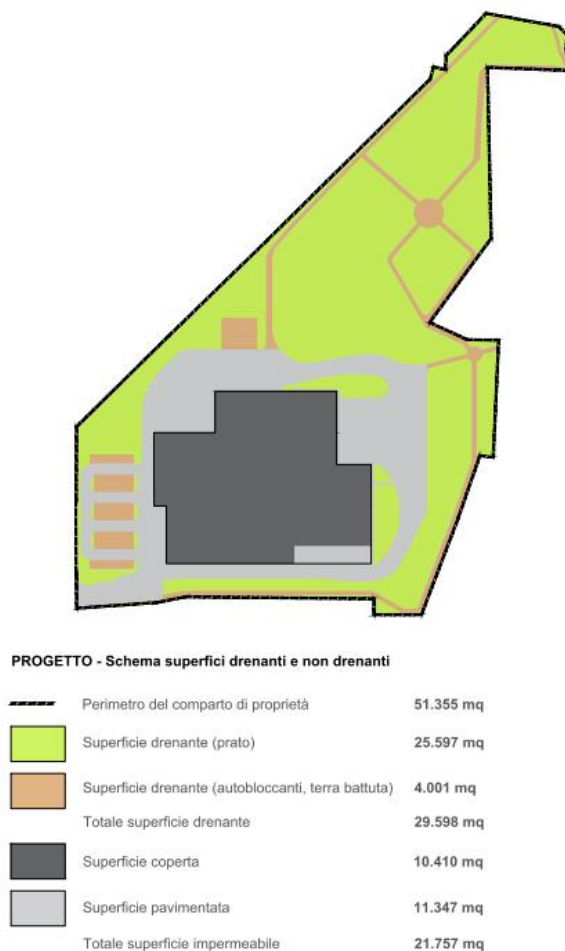 PROGETTO - Schema superfici drenanti e non drenanti
Perimetro del comparto di proprietà 51.355 mq
Superficie drenante (prato) 25.597 mq
Superficie drenante (autobloccanti, terra battuta) 4.001 mq
Totale superficie drenante 29.598 mq
Superficie coperta 10.410 mq
Superficie pavimentata 11.347 mq
Totale superficie impermeabile 21.757 mq